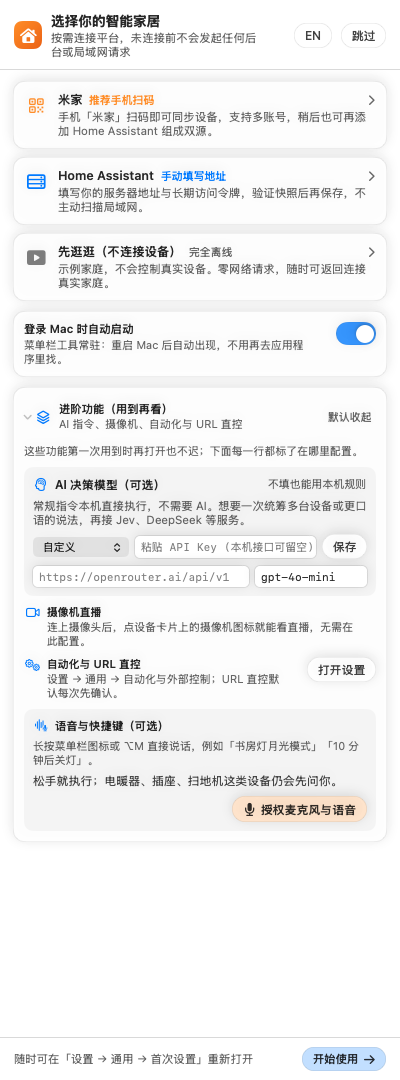 选择你的智能家居
按需连接平台，未连接前不会发起任何后
台或局域网请求
EN
跳过
米家 推荐手机扫码
手机「米家」扫码即可同步设备，支持多账号，稍后也可再添
加 Home Assistant 组成双源。
Home Assistant 手动填写地址
填写你的服务器地址与长期访问令牌，验证快照后再保存，不
主动扫描局域网。
先逛逛（不连接设备） 完全离线
示例家庭，不会控制真实设备。零网络请求，随时可返回连接
真实家庭。
登录 Mac 时自动启动
菜单栏工具常驻：重启 Mac 后自动出现，不用再去应用程
序里找。
进阶功能（用到再看）
AI 指令、摄像机、自动化与 URL 直控
默认收起
这些功能第一次用到时再打开也不迟；下面每一行都标了在哪里配置。
AI 决策模型（可选）
不填也能用本机规则
常规指令本机直接执行，不需要 AI。想要一次统筹多台设备或更口
语的说法，再接 Jev、DeepSeek 等服务。
自定义
粘贴 API Key (本机接口可留空)
保存
https://openrouter.ai/api/v1
gpt-4o-mini
摄像机直播
连上摄像头后，点设备卡片上的摄像机图标就能看直播，无需在
此配置。
自动化与 URL 直控
设置 → 通用 → 自动化与外部控制；URL 直控默
认每次先确认。
打开设置
语音与快捷键（可选）
长按菜单栏图标或 ⌥M 直接说话，例如「书房灯月光模式」「10 分
钟后关灯」。
松手就执行；电暖器、插座、扫地机这类设备仍会先问你。
授权麦克风与语音
随时可在「设置 → 通用 → 首次设置」重新打开
开始使用 →